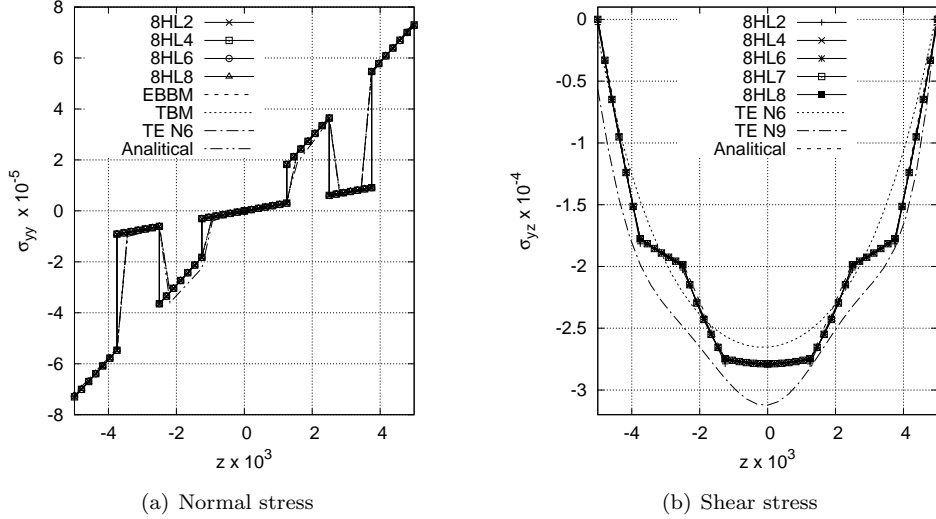 8
6
4
2
0
-2
-4
-6
-8
σyy x 10-5
-4
-2
0
2
4
z x 10³
8HL2
8HL4
8HL6
8HL8
EBBM
TBM
TE N6
Analitical
(a) Normal stress
-0
-0.5
-1
-1.5
-2
-2.5
-3
σyz x 10-4
-4
-2
0
2
4
z x 10³
8HL2
8HL4
8HL6
8HL7
8HL8
TE N6
TE N9
Analitical
(b) Shear stress